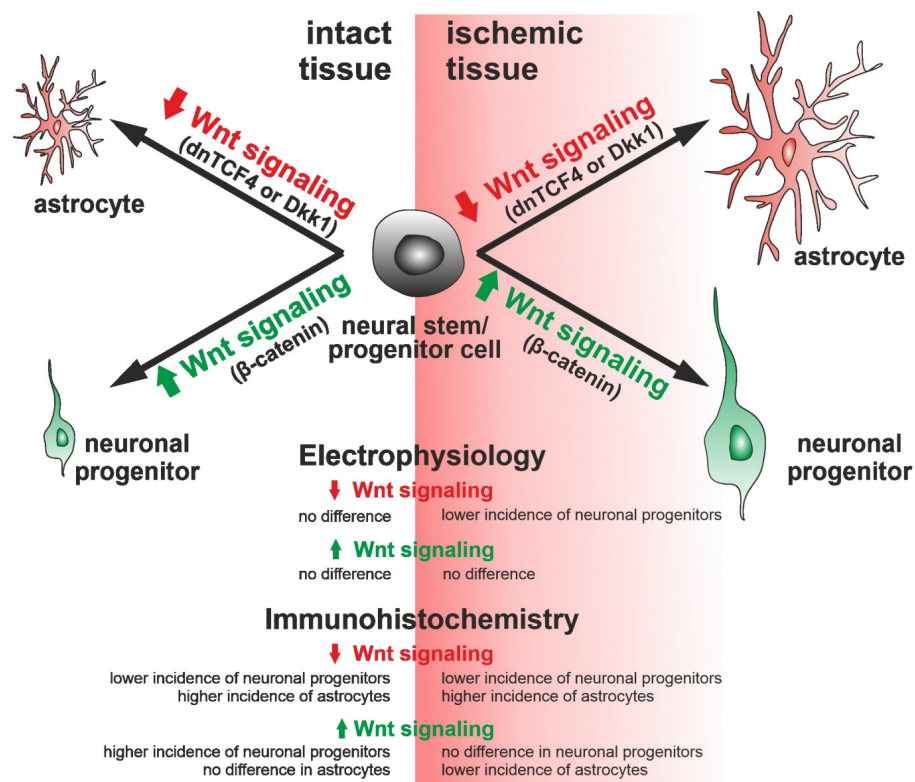 intact
tissue
ischemic
tissue
Wnt signaling
(dnTCF4 or Dkk1)
Wnt signaling
(dnTCF4 or Dkk1)
astrocyte
astrocyte
neural stem/
progenitor cell
Wnt signaling
(β-catenin)
Wnt signaling
(β-catenin)
neuronal
progenitor
neuronal
progenitor
Electrophysiology
Wnt signaling
no difference lower incidence of neuronal progenitors
Wnt signaling
no difference no difference
Immunohistochemistry
Wnt signaling
lower incidence of neuronal progenitors lower incidence of neuronal progenitors
higher incidence of astrocytes higher incidence of astrocytes
Wnt signaling
higher incidence of neuronal progenitors no difference in neuronal progenitors
no difference in astrocytes lower incidence of astrocytes